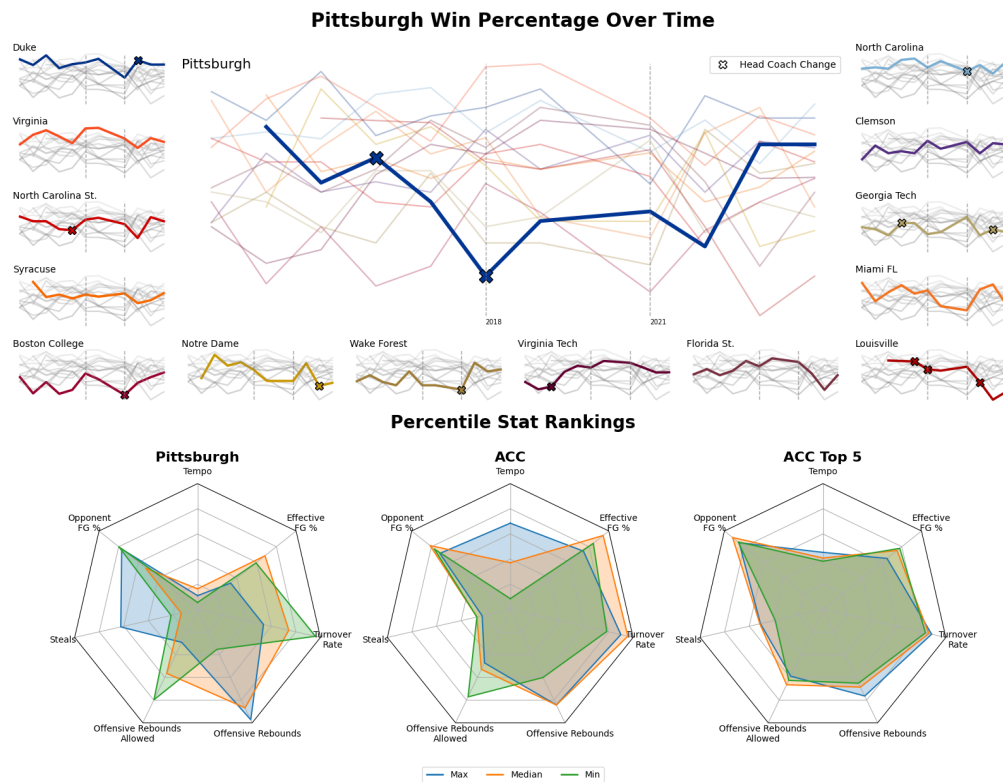 Pittsburgh Win Percentage Over Time
Duke
Pittsburgh
Head Coach Change
North Carolina
Virginia
Clemson
North Carolina St.
Georgia Tech
Syracuse
Miami FL
2018
2021
Boston College
Notre Dame
Wake Forest
Virginia Tech
Florida St.
Louisville
Percentile Stat Rankings
Pittsburgh
Tempo
Opponent
FG %
Effective
FG %
Steals
Turnover
Rate
Offensive Rebounds
Allowed
Offensive Rebounds
ACC
Tempo
Opponent
FG %
Effective
FG %
Steals
Turnover
Rate
Offensive Rebounds
Allowed
Offensive Rebounds
ACC Top 5
Tempo
Opponent
FG %
Effective
FG %
Steals
Turnover
Rate
Offensive Rebounds
Allowed
Offensive Rebounds
Max
Median
Min